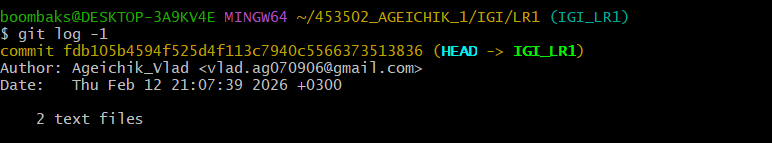 boombaks@DESKTOP-3A9KV4E MINGW64 ~/453502_AGEICHIK_1/IGI/LR1 (IGI_LR1)
$ git log -1
commit fdb105b4594f525d4f113c7940c5566373513836 (HEAD -> IGI_LR1)
Author: Ageichik_Vlad <vlad.ag070906@gmail.com>
Date:   Thu Feb 12 21:07:39 2026 +0300
    2 text files